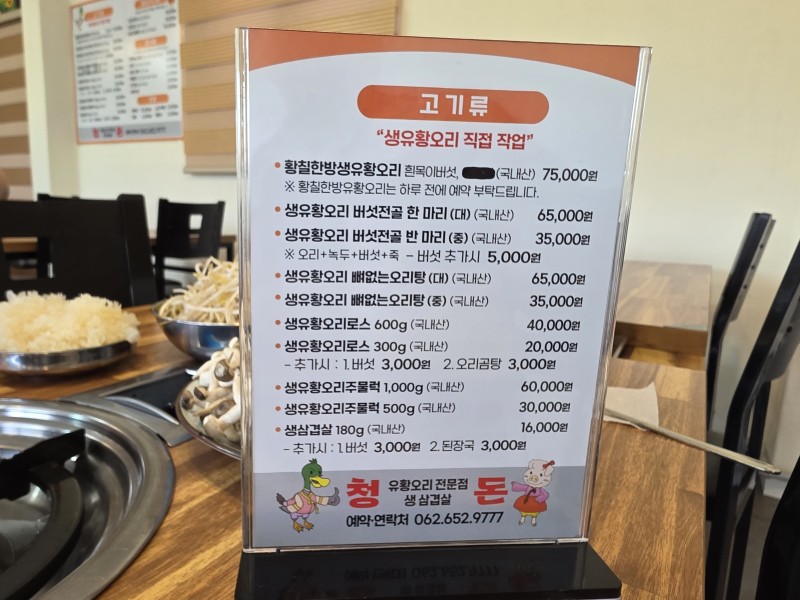 고기류
"생유황오리 직접 작업"
• 황칠한방생유황오리 흰목이버섯, (국내산) 75,000원
※ 황칠한방유황오리는 하루 전에 예약 부탁드립니다.
• 생유황오리 버섯전골 한 마리 (대) (국내산) 65,000원
• 생유황오리 버섯전골 반 마리 (중) (국내산) 35,000원
※ 오리+녹두+버섯+죽 - 버섯 추가시 5,000원
• 생유황오리 뼈없는오리탕 (대) (국내산) 65,000원
• 생유황오리 뼈없는오리탕 (중) (국내산) 35,000원
• 생유황오리로스 600g (국내산) 40,000원
• 생유황오리로스 300g (국내산) 20,000원
- 추가시 : 1.버섯 3,000원 2.오리곰탕 3,000원
• 생유황오리주물럭 1,000g (국내산) 60,000원
• 생유황오리주물럭 500g (국내산) 30,000원
• 생삼겹살 180g (국내산) 16,000원
- 추가시 : 1.버섯 3,000원 2.된장국 3,000원
청 유황오리 전문점 돈
생 삼겹살
예약·연락처 062.652.9777